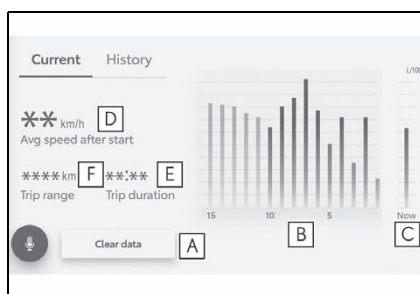 Current History
L/100
** km/h D
Avg speed after start
****km F **:** E
Trip range Trip duration
15 10 5 Now
Clear data A B C